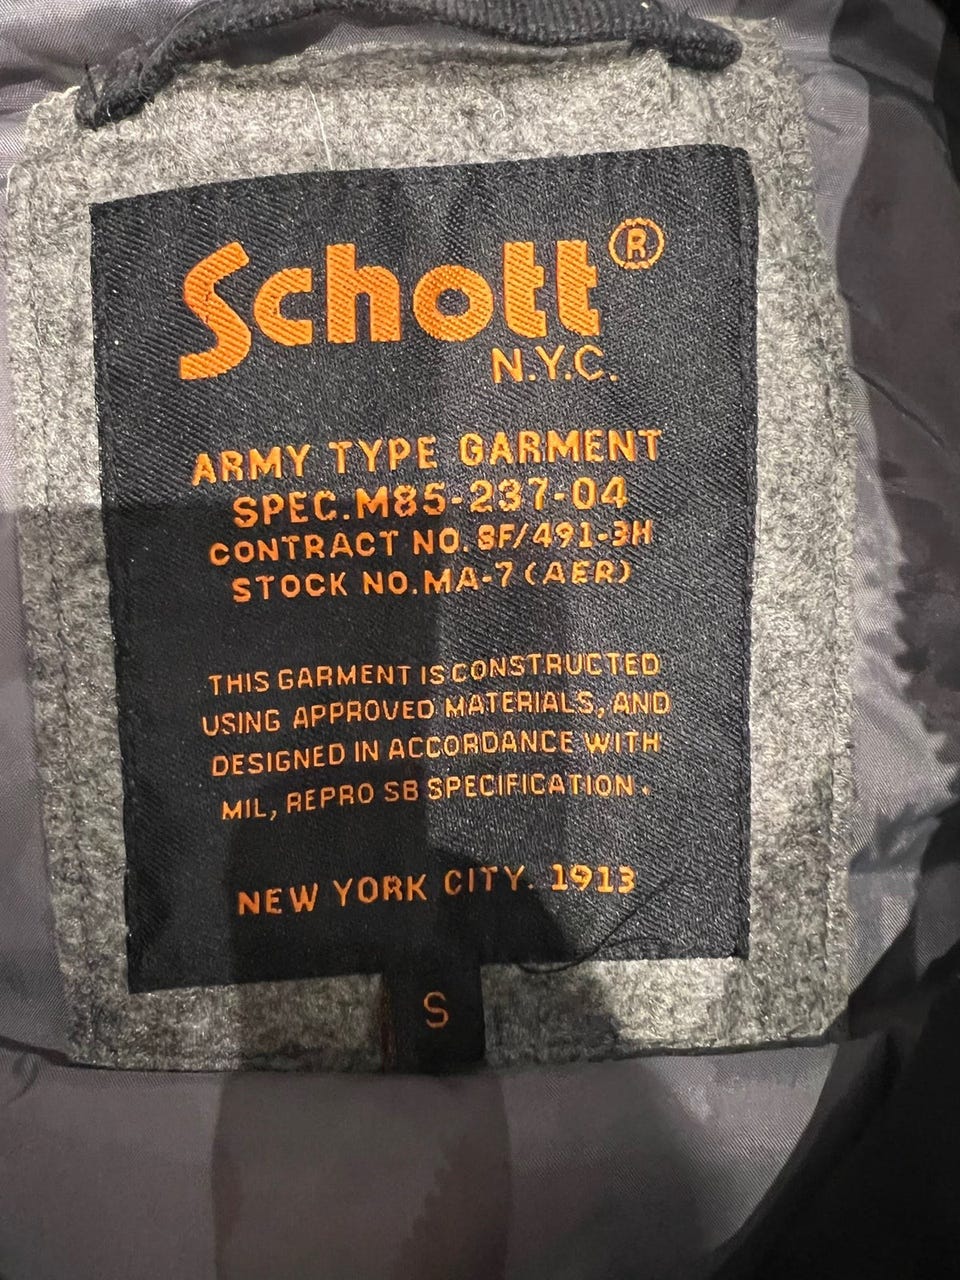 Schott®
N.Y.C.
ARMY TYPE GARMENT
SPEC.M85-237-04
CONTRACT NO. 8F/491-3H
STOCK NO.MA-7(AER)
THIS GARMENT IS CONSTRUCTED
USING APPROVED MATERIALS, AND
DESIGNED IN ACCORDANCE WITH
MIL, REPRO SB SPECIFICATION.
NEW YORK CITY. 1913
S